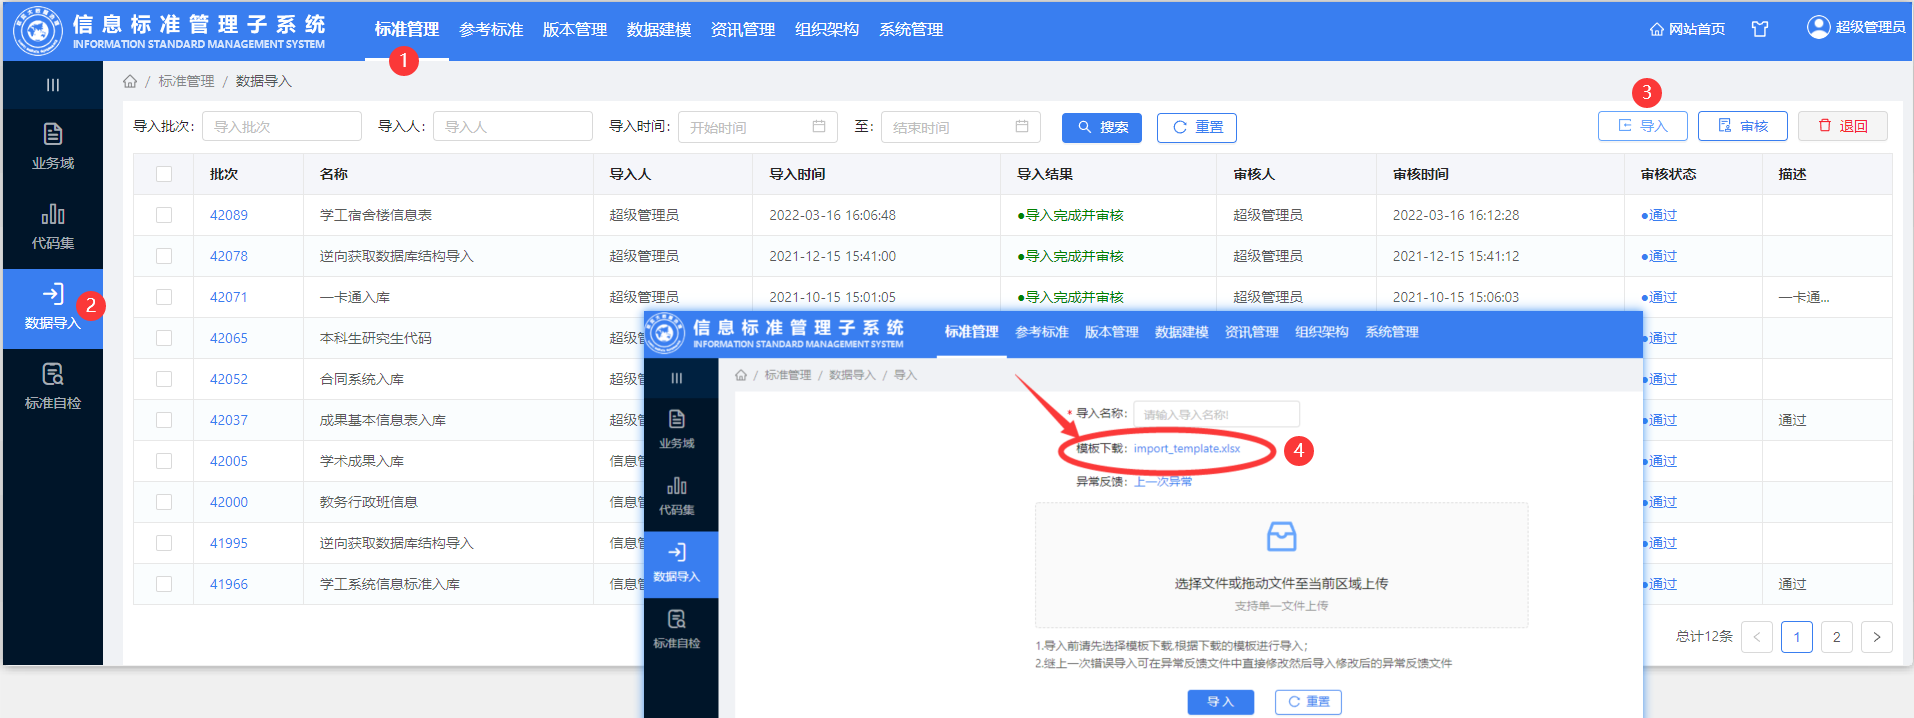 信息标准管理子系统
INFORMATION STANDARD MANAGEMENT SYSTEM
标准管理 参考标准 版本管理 数据建模 资讯管理 组织架构 系统管理
网站首页 超级管理员
1
/ 标准管理 / 数据导入
业务域
代码集
数据导入
2
标准自检
导入批次: 导入批次 导入人: 导入人 导入时间: 开始时间 至: 结束时间 搜索 重置
3
导入 审核 退回
批次 名称 导入人 导入时间 导入结果 审核人 审核时间 审核状态 描述
42089 学工宿舍楼信息表 超级管理员 2022-03-16 16:06:48 ●导入完成并审核 超级管理员 2022-03-16 16:12:28 ●通过
42078 逆向获取数据库结构导入 超级管理员 2021-12-15 15:41:00 ●导入完成并审核 超级管理员 2021-12-15 15:41:12 ●通过
42071 一卡通入库 超级管理员 2021-10-15 15:01:05 ●导入完成并审核 超级管理员 2021-10-15 15:06:03 ●通过 一卡通...
42065 本科生研究生代码 超级 ●通过
42052 合同系统入库 超级 ●通过
42037 成果基本信息表入库 超级 ●通过 通过
42005 学术成果入库 信息 ●通过
42000 教务行政班信息 信息 ●通过
41995 逆向获取数据库结构导入 信息 ●通过
41966 学工系统信息标准入库 信息 ●通过 通过
总计12条 < 1 2 >
信息标准管理子系统
INFORMATION STANDARD MANAGEMENT SYSTEM
标准管理 参考标准 版本管理 数据建模 资讯管理 组织架构 系统管理
/ 标准管理 / 数据导入 / 导入
业务域
代码集
数据导入
标准自检
* 导入名称: 请输入导入名称!
模板下载: import_template.xlsx
4
异常反馈: 上一次异常
选择文件或拖动文件至当前区域上传
支持单一文件上传
1.导入前请先选择模板下载,根据下载的模板进行导入;
2.继上一次错误导入可在异常反馈文件中直接修改然后导入修改后的异常反馈文件
导 入 重置